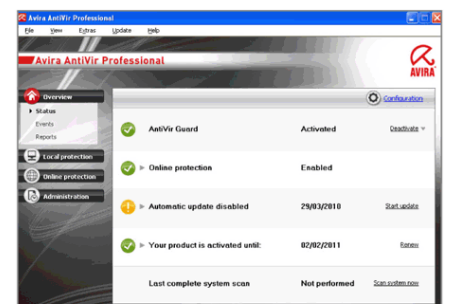 Avira AntiVir Professional
File View Extras Update Help
Avira AntiVir Professional
AVIRA
Overview
Configuration
Status
Events
Reports
Local protection
Online protection
Administration
AntiVir Guard Activated Deactivate
Online protection Enabled
Automatic update disabled 29/03/2010 Start update
Your product is activated until: 02/02/2011 Renew
Last complete system scan Not performed Scan system now